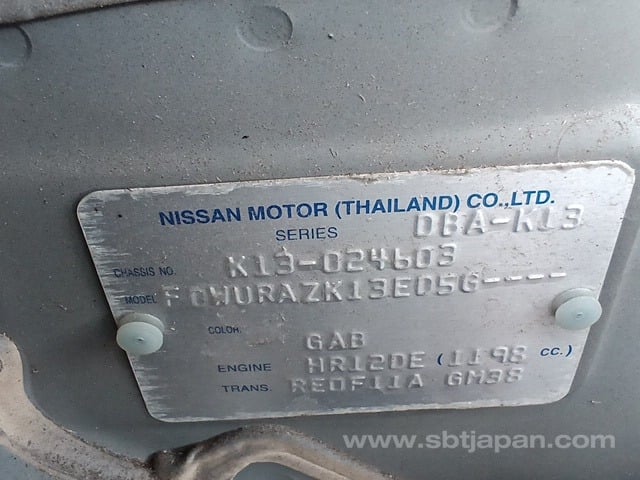 NISSAN MOTOR (THAILAND) CO.,LTD.
SERIES DBA-K13
CHASSIS NO. K13-024603
MODEL FDWURAZK13ED5G----
COLOR. GAB
ENGINE HR12DE (1198 CC.)
TRANS. RE0F11A GM38
www.sbtjapan.com